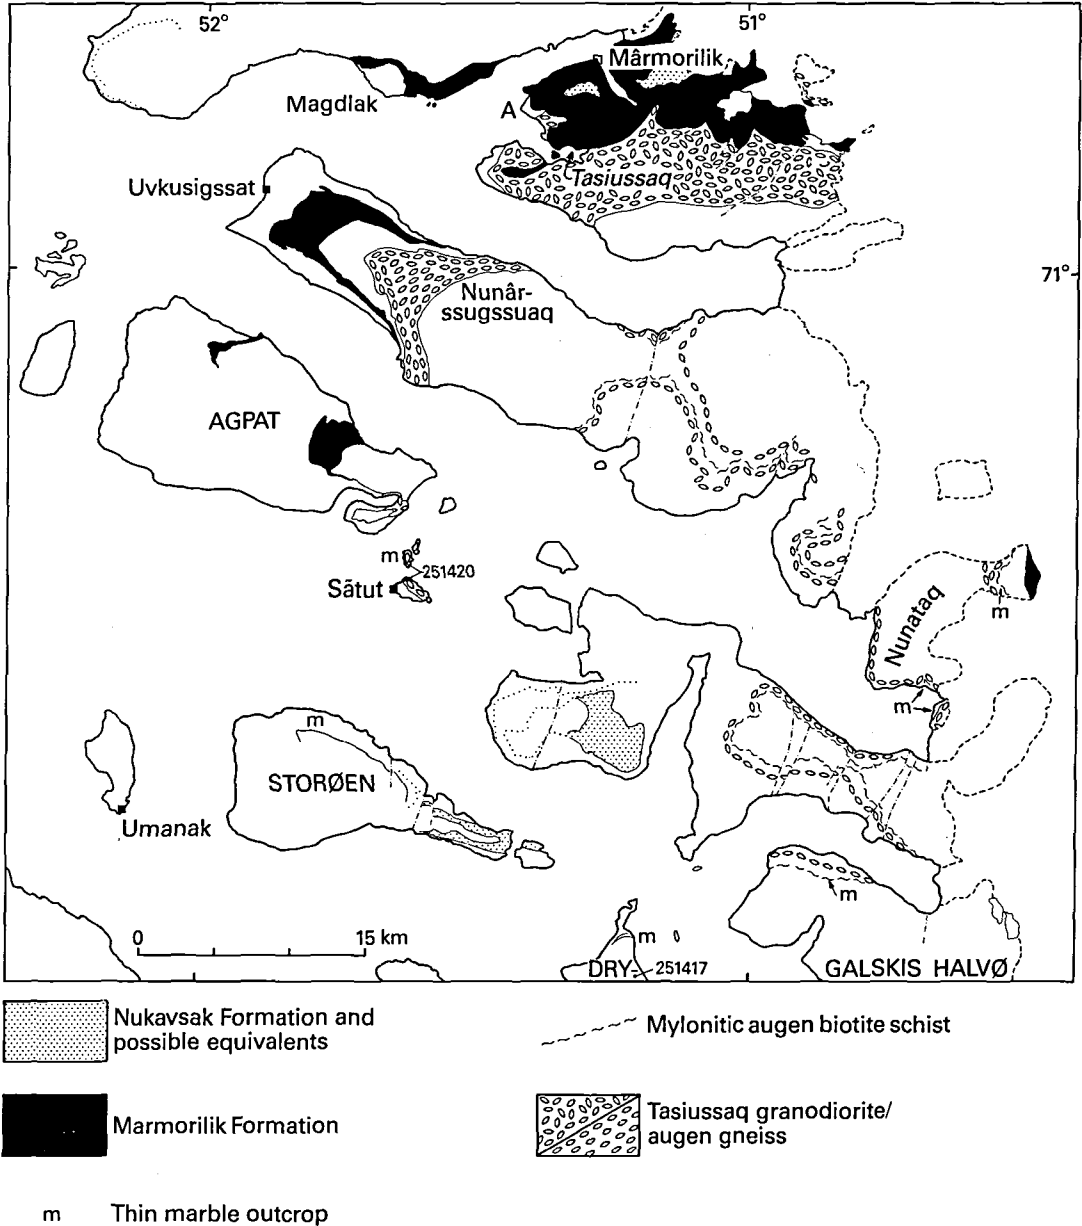 52°
51°
Mârmorilik
Magdlak
A
Tasiussaq
Uvkusigssat
71°
Nunâr-
ssugssuaq
AGPAT
m
251420
Sãtut
m
Nunataq
m
m
STORØEN
Umanak
m
0 15 km
m
DRY
251417
GALSKIS HALVØ
Nukavsak Formation and
possible equivalents
Mylonitic augen biotite schist
Marmorilik Formation
Tasiussaq granodiorite/
augen gneiss
m Thin marble outcrop